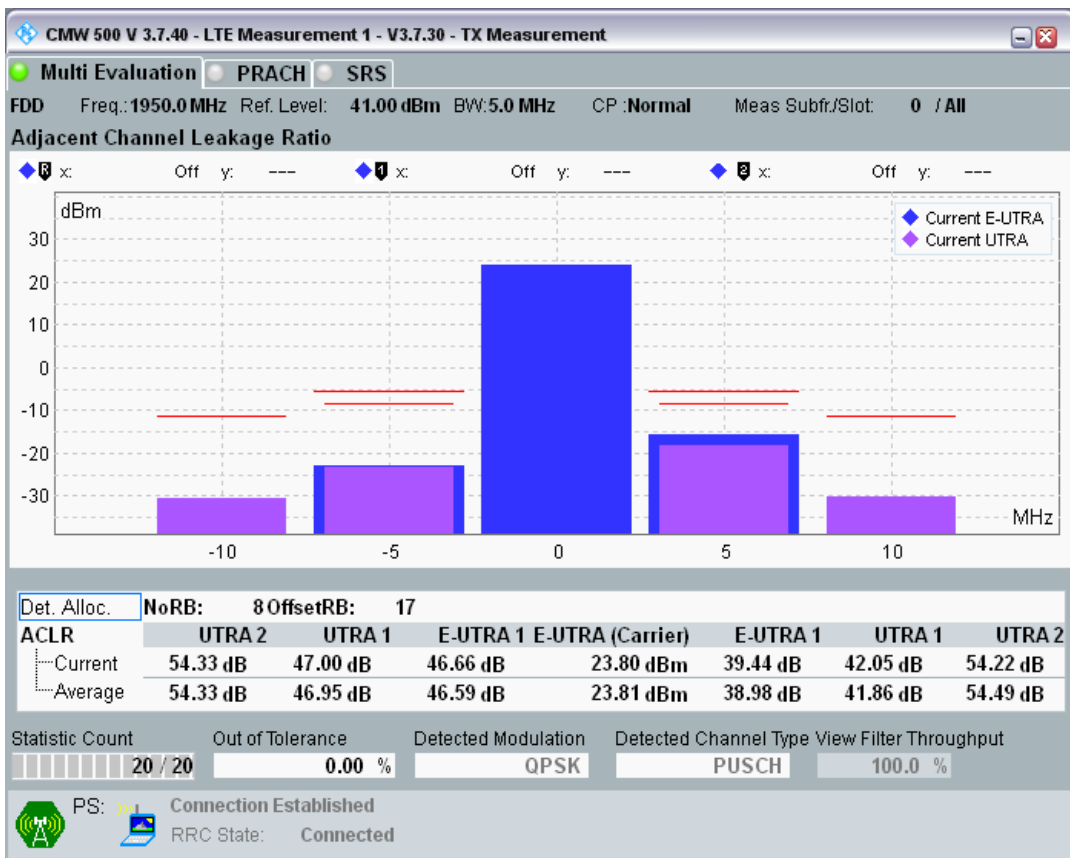 CMW 500 V 3.7.40 - LTE Measurement 1 - V3.7.30 - TX Measurement
Multi Evaluation PRACH SRS
FDD Freq.: 1950.0 MHz Ref. Level: 41.00 dBm BW: 5.0 MHz CP : Normal Meas Subfr./Slot: 0 / All
Adjacent Channel Leakage Ratio
R x: Off y: --- 1 x: Off y: --- 2 x: Off y: ---
dBm
Current E-UTRA
Current UTRA
30
20
10
0
-10
-20
-30
MHz
-10 -5 0 5 10
Det. Alloc. NoRB: 8 OffsetRB: 17
ACLR UTRA 2 UTRA 1 E-UTRA 1 E-UTRA (Carrier) E-UTRA 1 UTRA 1 UTRA 2
Current 54.33 dB 47.00 dB 46.66 dB 23.80 dBm 39.44 dB 42.05 dB 54.22 dB
Average 54.33 dB 46.95 dB 46.59 dB 23.81 dBm 38.98 dB 41.86 dB 54.49 dB
Statistic Count Out of Tolerance Detected Modulation Detected Channel Type View Filter Throughput
20 / 20 0.00 % QPSK PUSCH 100.0 %
PS: Connection Established
RRC State: Connected